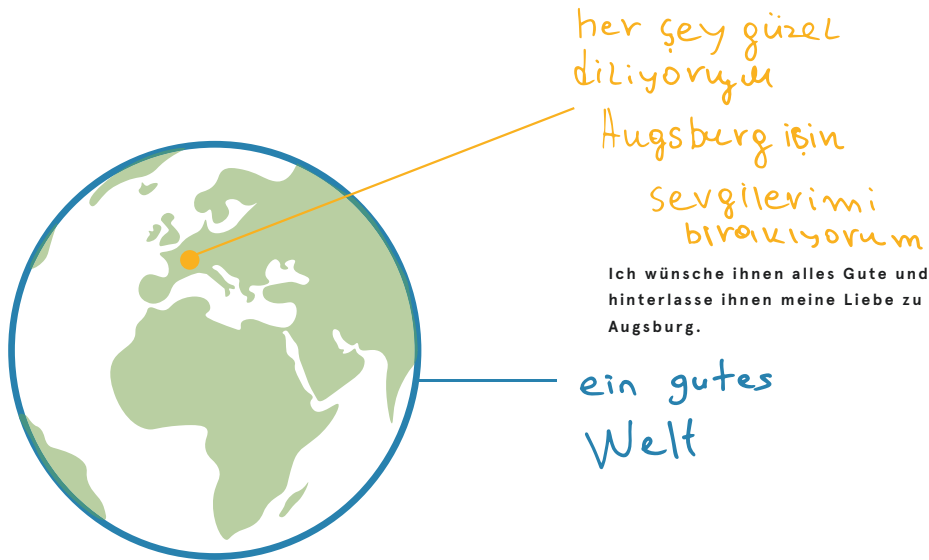 her şey güzel
diliyorum
Augsburg için
sevgilerimi
bırakıyorum
Ich wünsche ihnen alles Gute und
hinterlasse ihnen meine Liebe zu
Augsburg.
ein gutes
Welt